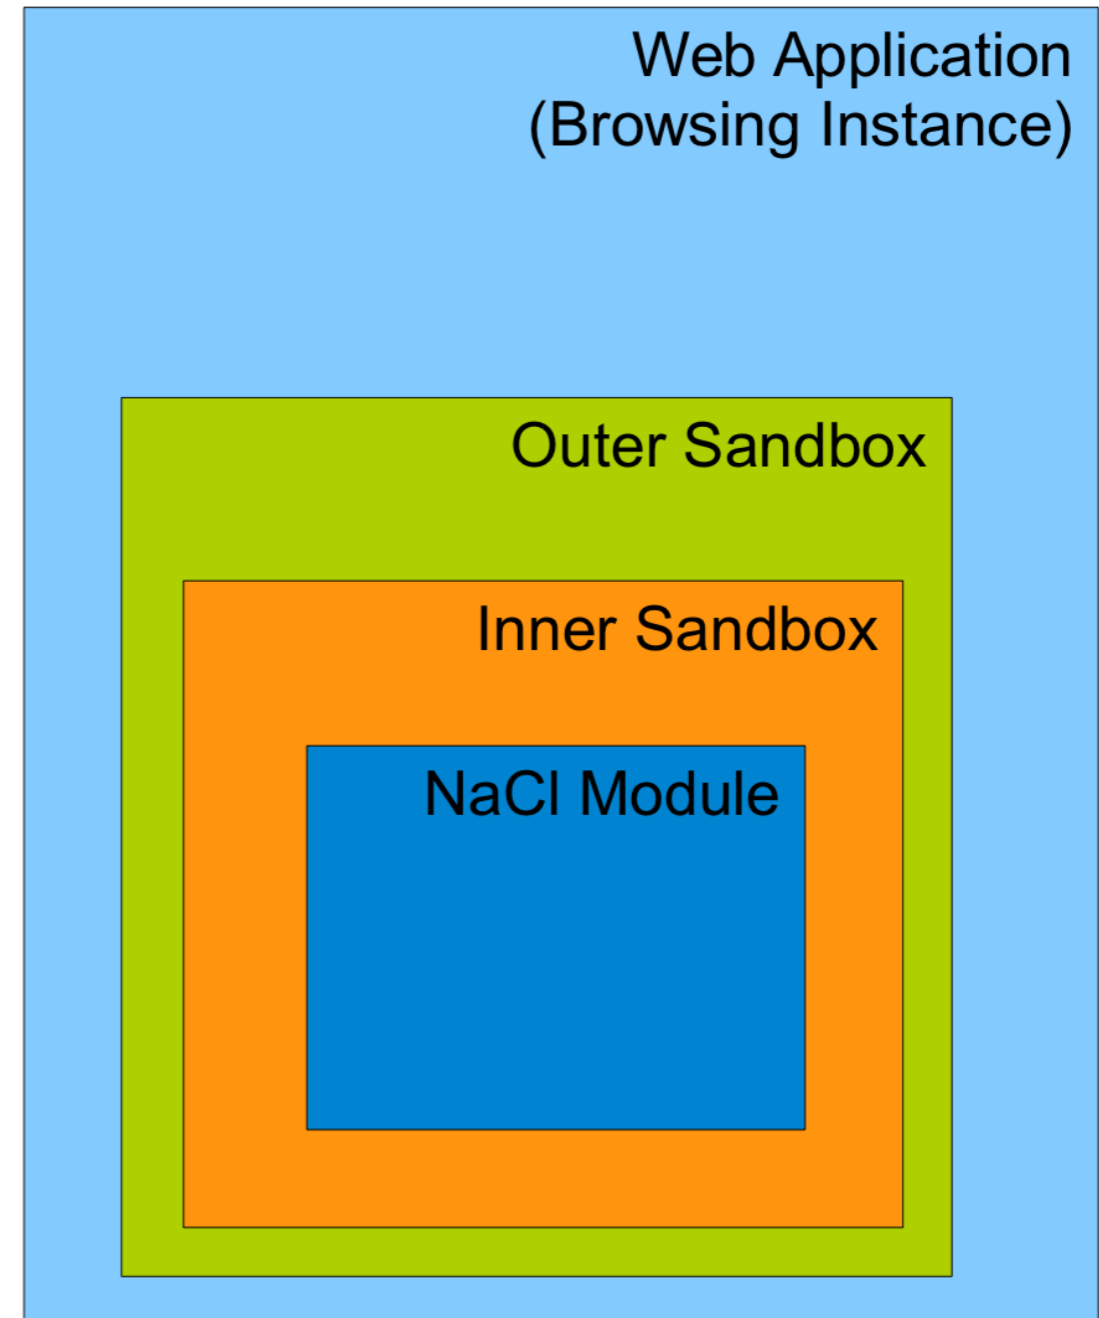 Web Application
(Browsing Instance)
Outer Sandbox
Inner Sandbox
NaCl Module